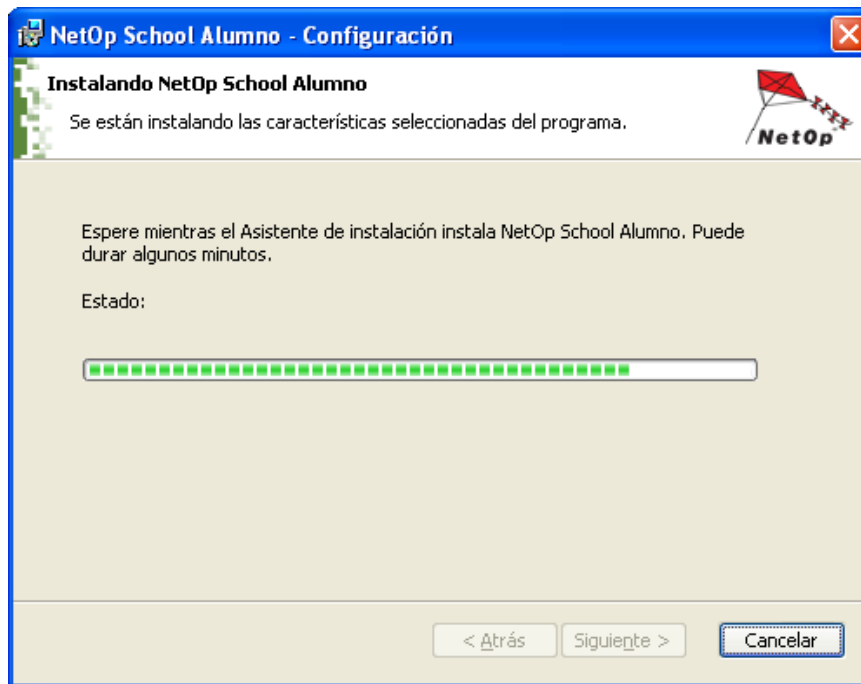 NetOp School Alumno - Configuración
Instalando NetOp School Alumno
Se están instalando las características seleccionadas del programa.
NetOp
Espere mientras el Asistente de instalación instala NetOp School Alumno. Puede
durar algunos minutos.
Estado:
< Atrás
Siguiente >
Cancelar